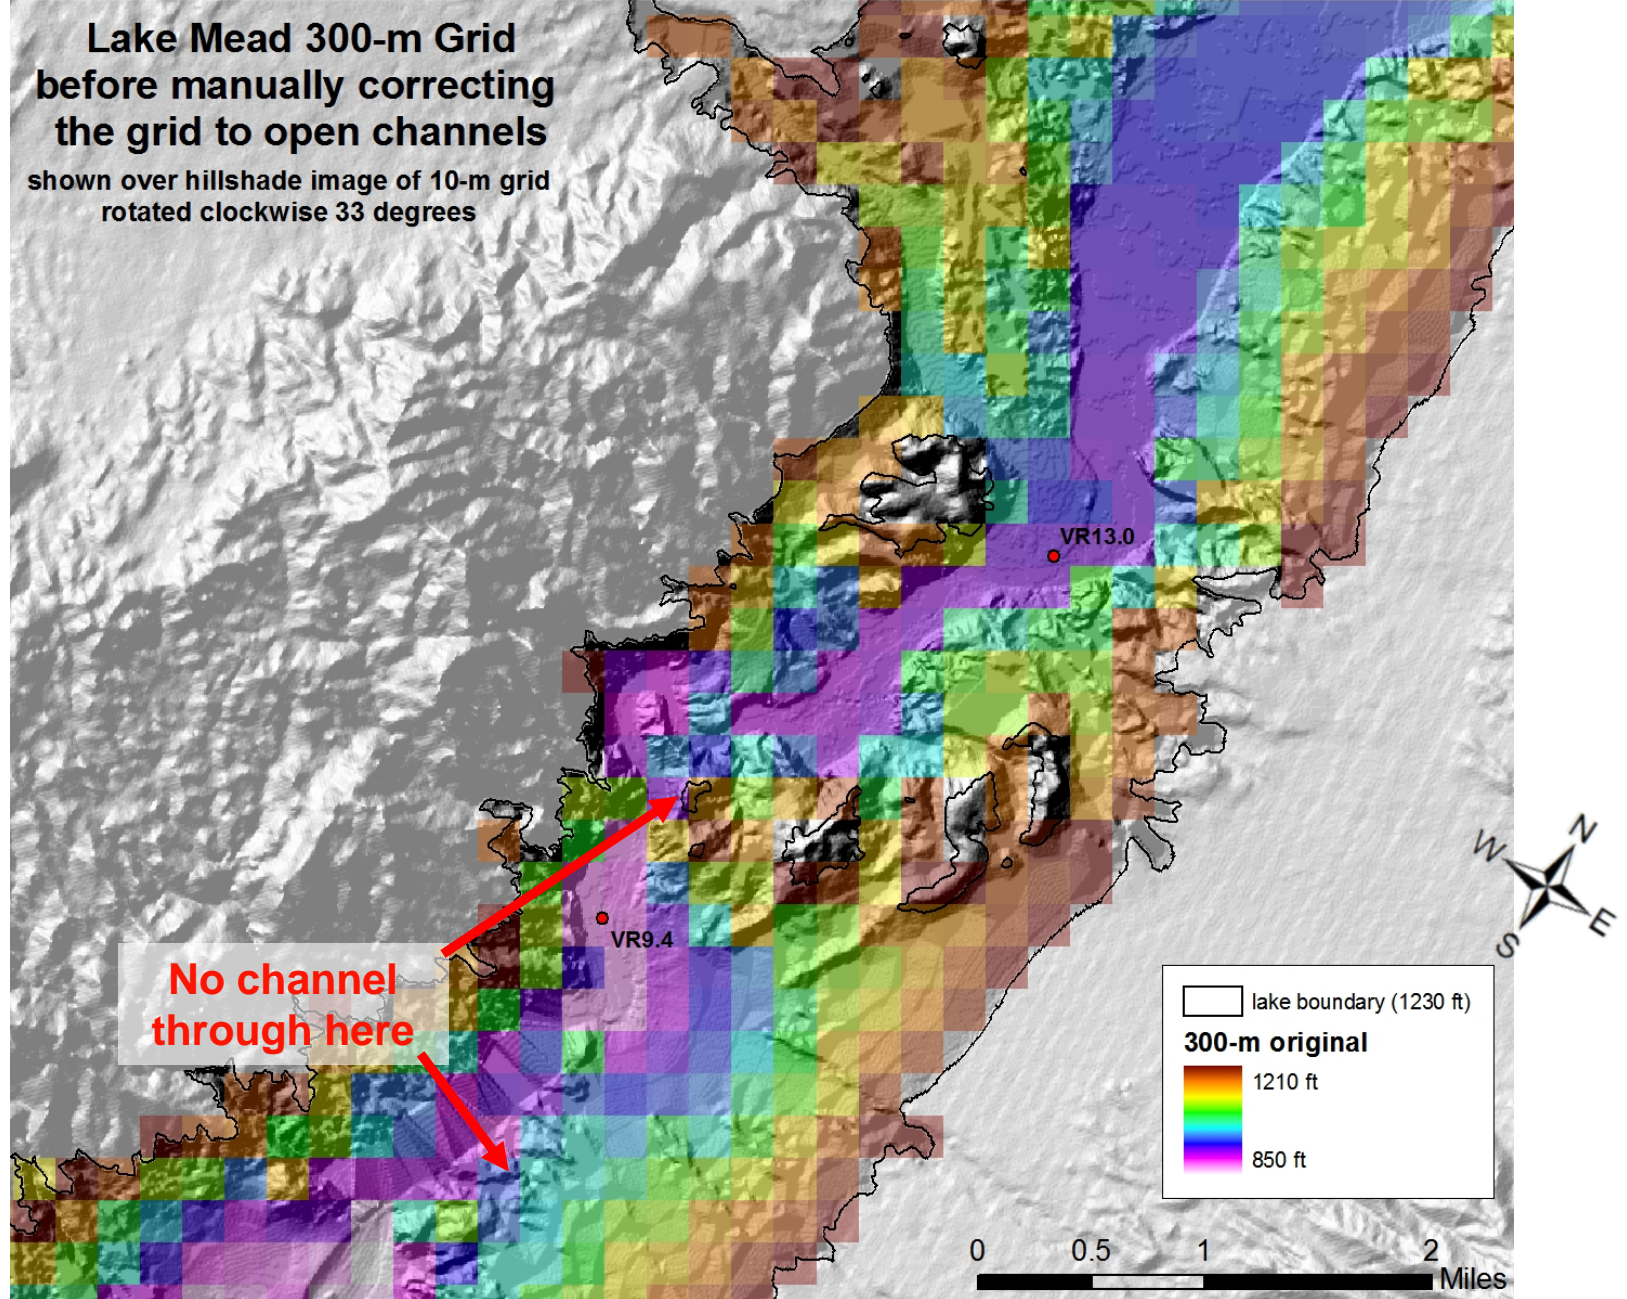 Lake Mead 300-m Grid
before manually correcting
the grid to open channels
shown over hillshade image of 10-m grid
rotated clockwise 33 degrees
VR13.0
VR9.4
No channel
through here
N
W
E
S
lake boundary (1230 ft)
300-m original
1210 ft
850 ft
0 0.5 1 2
Miles